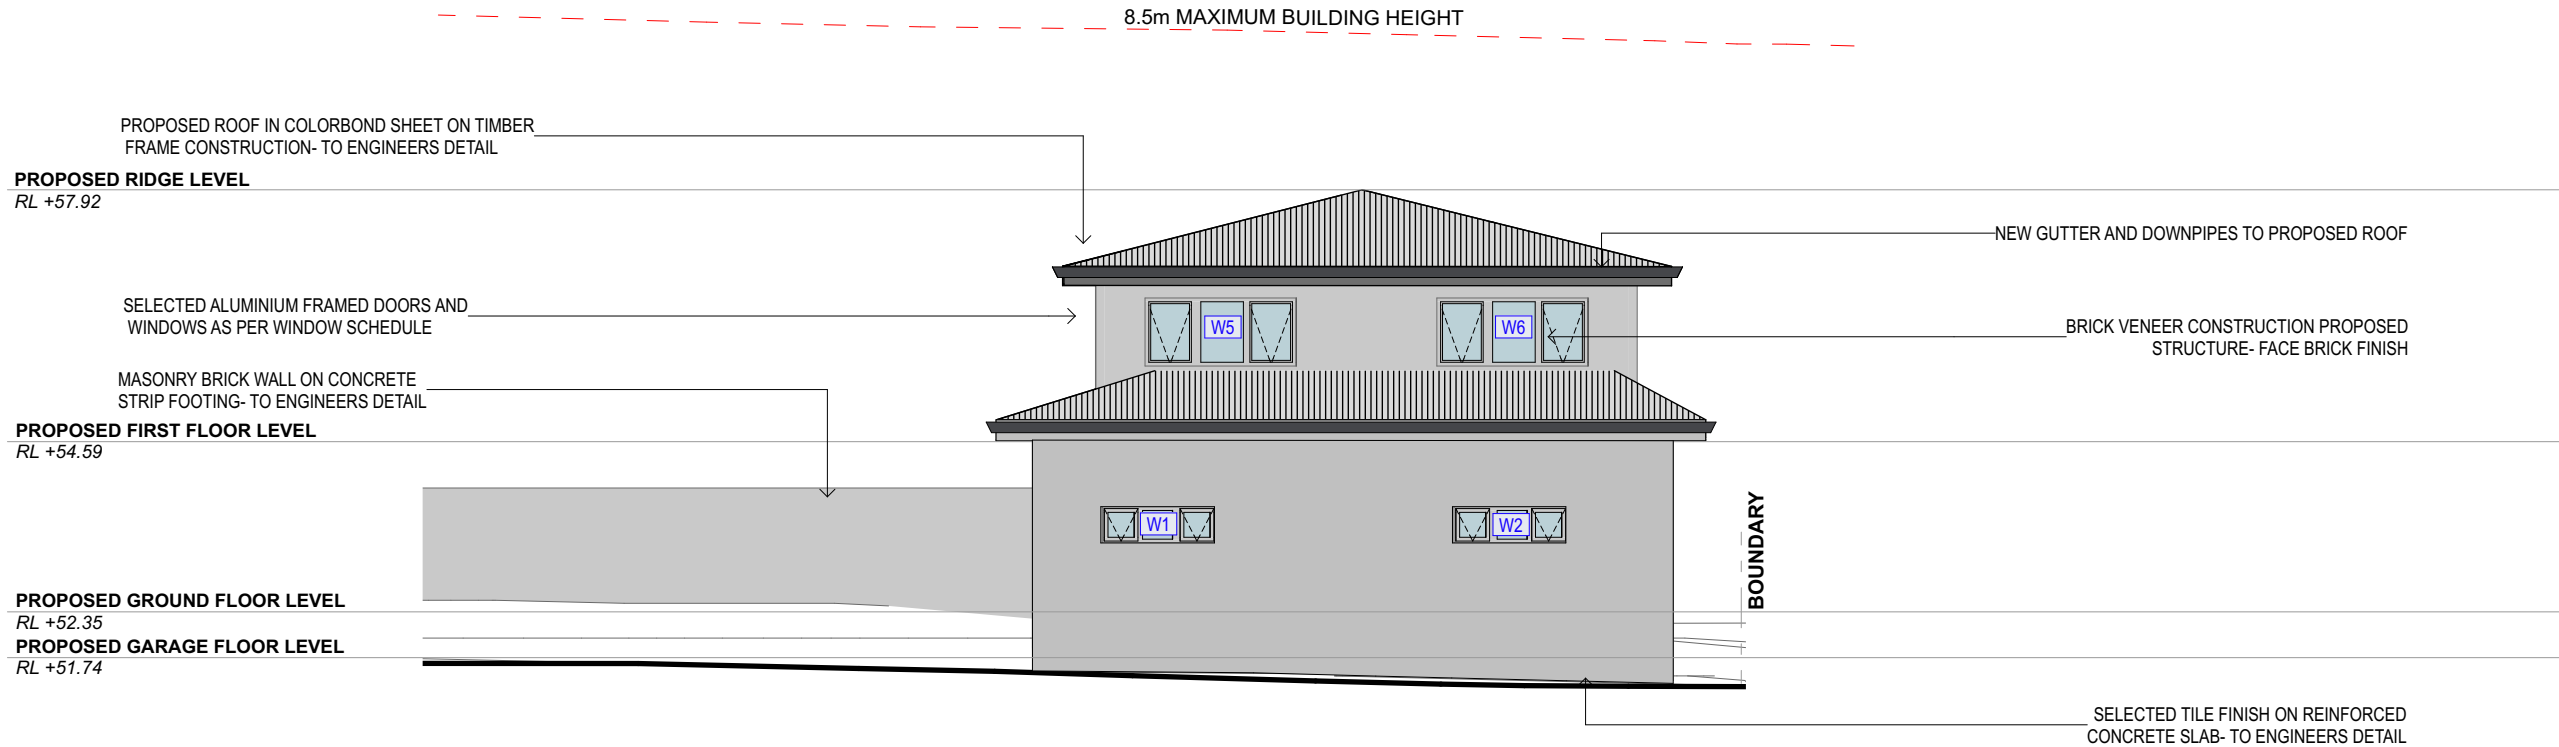 8.5m MAXIMUM BUILDING HEIGHT
PROPOSED ROOF IN COLORBOND SHEET ON TIMBER
FRAME CONSTRUCTION- TO ENGINEERS DETAIL
PROPOSED RIDGE LEVEL
RL +57.92
NEW GUTTER AND DOWNPIPES TO PROPOSED ROOF
SELECTED ALUMINIUM FRAMED DOORS AND
WINDOWS AS PER WINDOW SCHEDULE
W5
W6
BRICK VENEER CONSTRUCTION PROPOSED
STRUCTURE- FACE BRICK FINISH
MASONRY BRICK WALL ON CONCRETE
STRIP FOOTING- TO ENGINEERS DETAIL
PROPOSED FIRST FLOOR LEVEL
RL +54.59
W1
W2
BOUNDARY
PROPOSED GROUND FLOOR LEVEL
RL +52.35
PROPOSED GARAGE FLOOR LEVEL
RL +51.74
SELECTED TILE FINISH ON REINFORCED
CONCRETE SLAB- TO ENGINEERS DETAIL